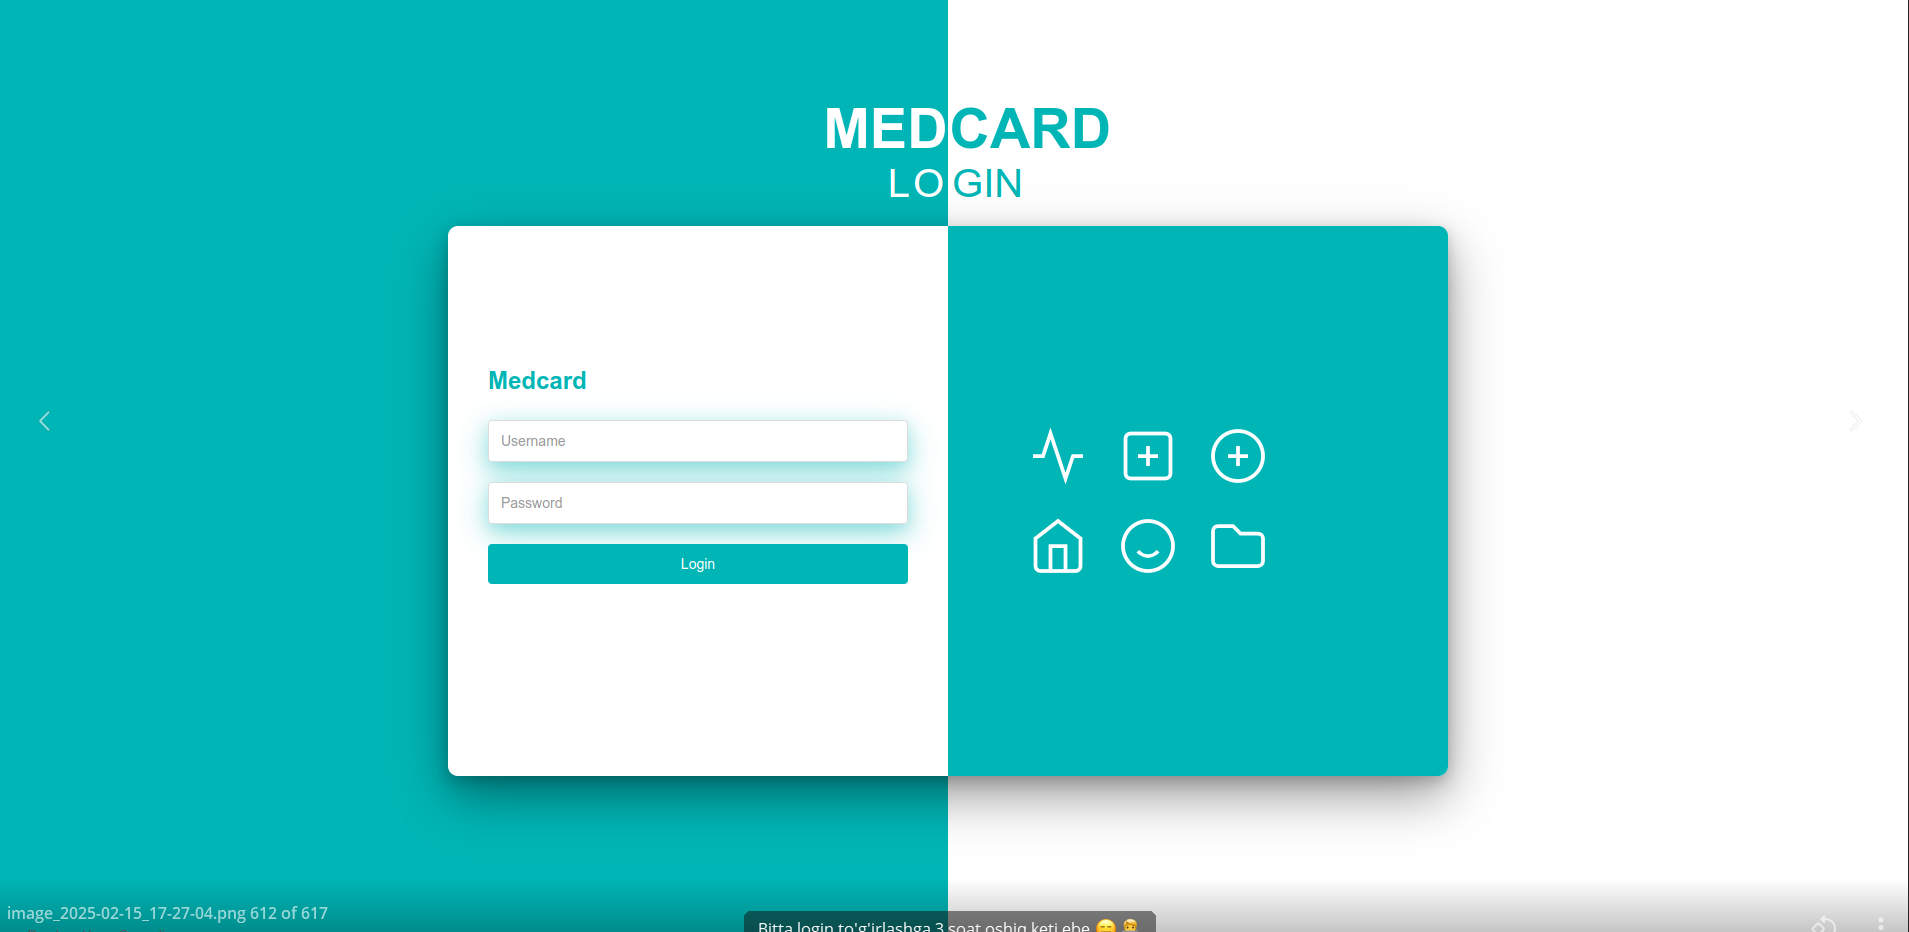 MEDCARD
LOGIN
Medcard
Username
Password
Login
image_2025-02-15_17-27-04.png 612 of 617
Bitta login to'g'irlashga 3 soat oshiq keti ebe 😑 🤦